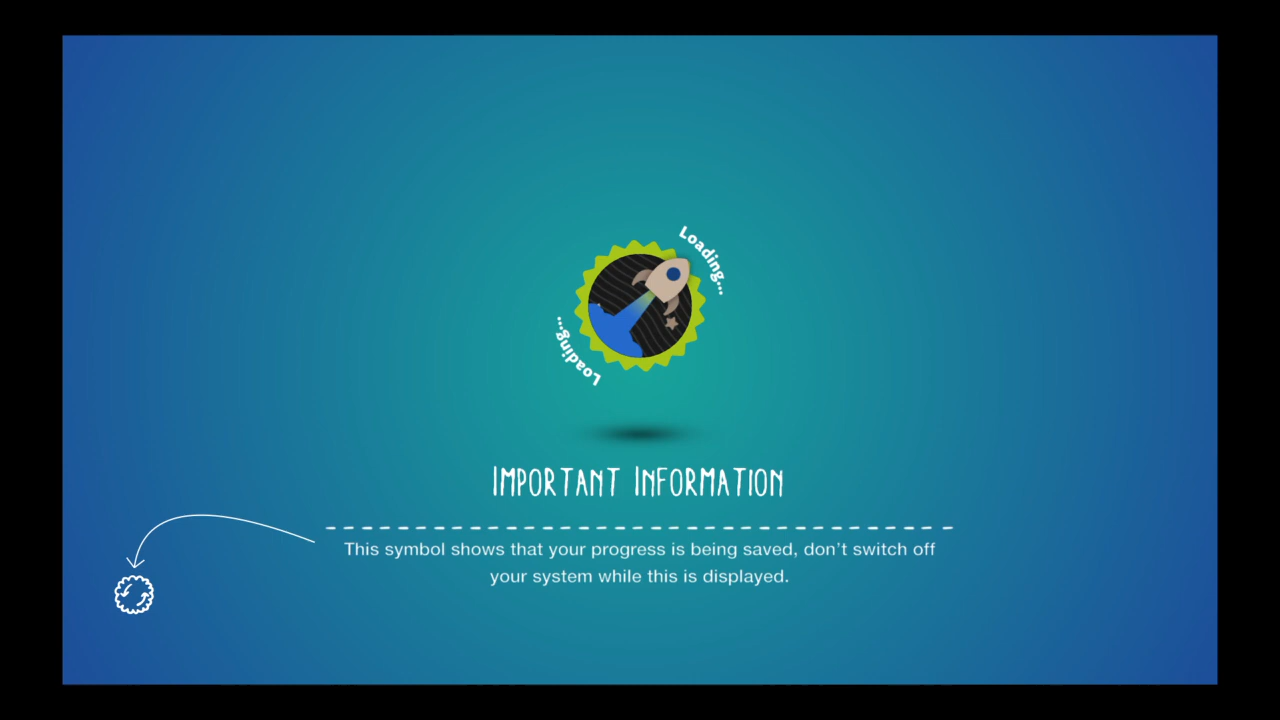 Loading...
Loading...
Important Information
This symbol shows that your progress is being saved, don't switch off
your system while this is displayed.